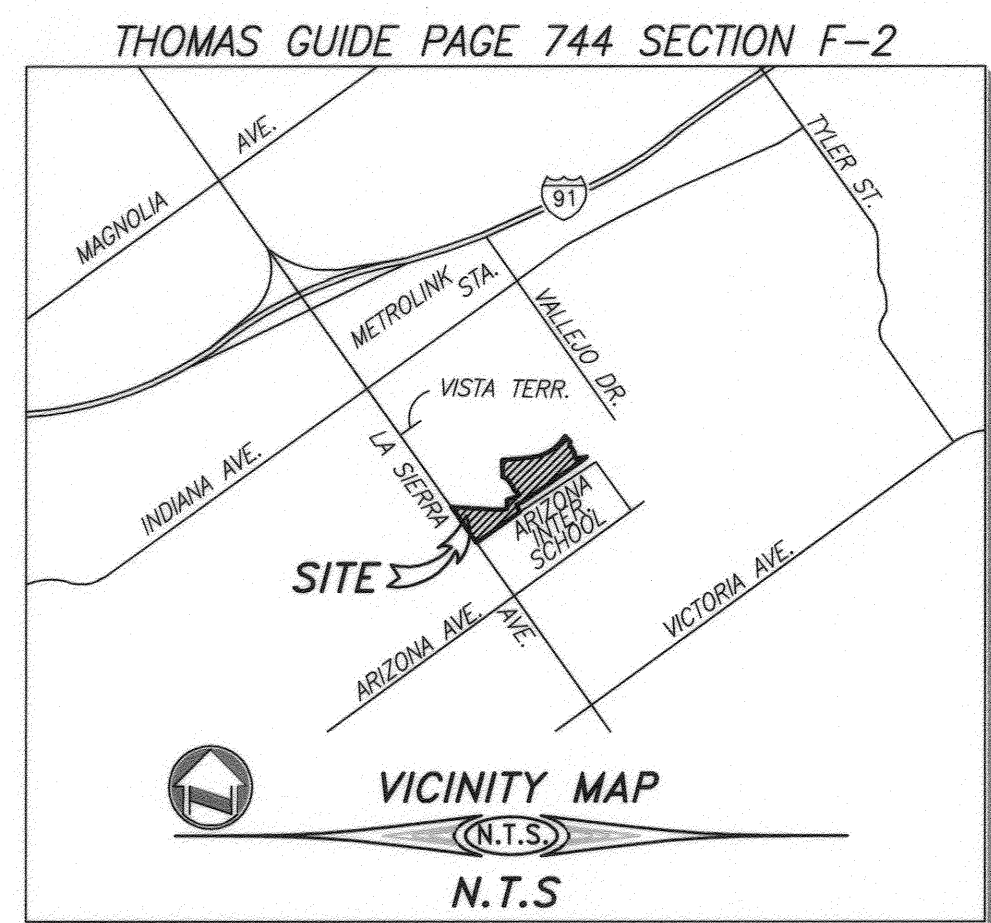 THOMAS GUIDE PAGE 744 SECTION F-2
MAGNOLIA AVE.
TYLER ST.
91
METROLINK STA.
VALLEJO DR.
VISTA TERR.
INDIANA AVE.
LA SIERRA AVE.
ARIZONA
INTER.
SCHOOL
SITE
ARIZONA AVE.
VICTORIA AVE.
VICINITY MAP
N.T.S.
N.T.S